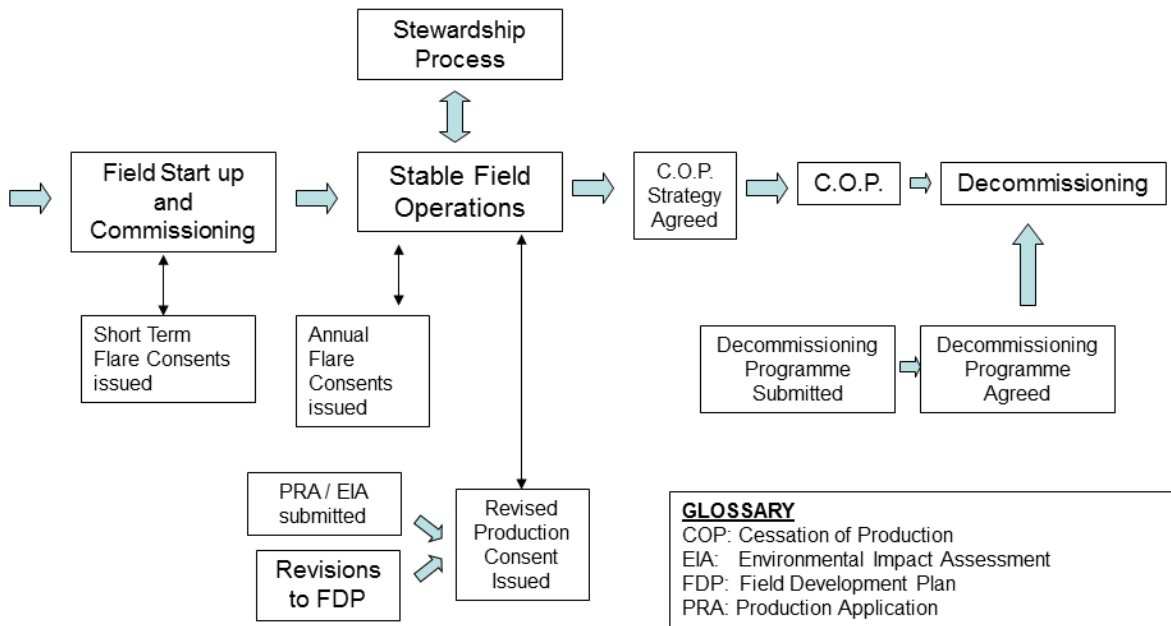 Stewardship
Process
Field Start up
and
Commissioning
Stable Field
Operations
C.O.P.
Strategy
Agreed
C.O.P.
Decommissioning
Short Term
Flare Consents
issued
Annual
Flare
Consents
issued
Decommissioning
Programme
Submitted
Decommissioning
Programme
Agreed
PRA / EIA
submitted
Revisions
to FDP
Revised
Production
Consent
Issued
GLOSSARY
COP: Cessation of Production
EIA: Environmental Impact Assessment
FDP: Field Development Plan
PRA: Production Application